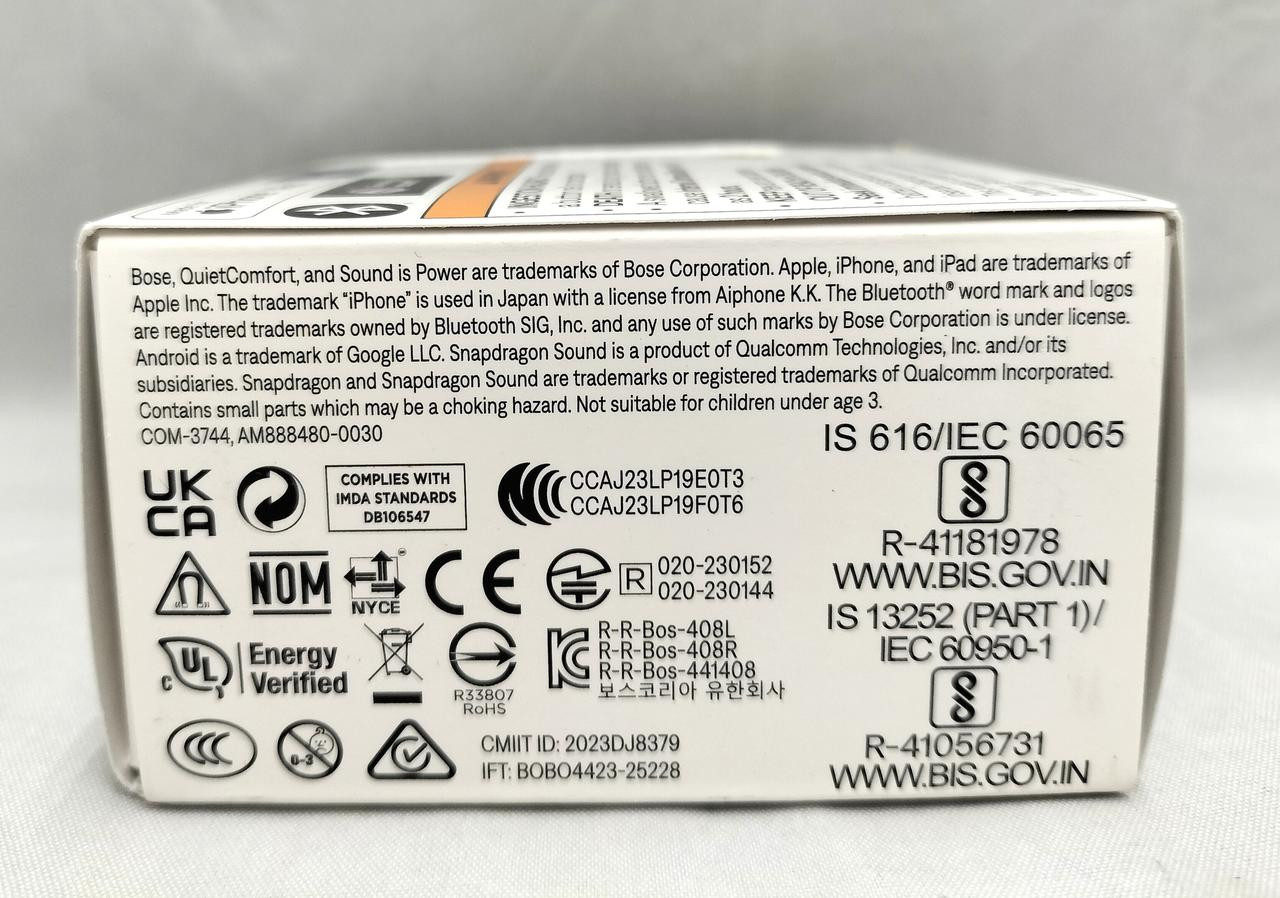 Bose, QuietComfort, and Sound is Power are trademarks of Bose Corporation. Apple, iPhone, and iPad are trademarks of
Apple Inc. The trademark “iPhone” is used in Japan with a license from Aiphone K.K. The Bluetooth® word mark and logos
are registered trademarks owned by Bluetooth SIG, Inc. and any use of such marks by Bose Corporation is under license.
Android is a trademark of Google LLC. Snapdragon Sound is a product of Qualcomm Technologies, Inc. and/or its
subsidiaries. Snapdragon and Snapdragon Sound are trademarks or registered trademarks of Qualcomm Incorporated.
Contains small parts which may be a choking hazard. Not suitable for children under age 3.
COM-3744, AM888480-0030
UK
CA
COMPLIES WITH
IMDA STANDARDS
DB106547
CCAJ23LP19E0T3
CCAJ23LP19F0T6
NOM
NYCE
CE
R
020-230152
020-230144
c UL
Energy
Verified
R33807
RoHS
R-R-Bos-408L
R-R-Bos-408R
R-R-Bos-441408
보스코리아 유한회사
CCC
0-3
CMIIT ID: 2023DJ8379
IFT: BOBO4423-25228
IS 616/IEC 60065
R-41181978
WWW.BIS.GOV.IN
IS 13252 (PART 1)/
IEC 60950-1
R-41056731
WWW.BIS.GOV.IN